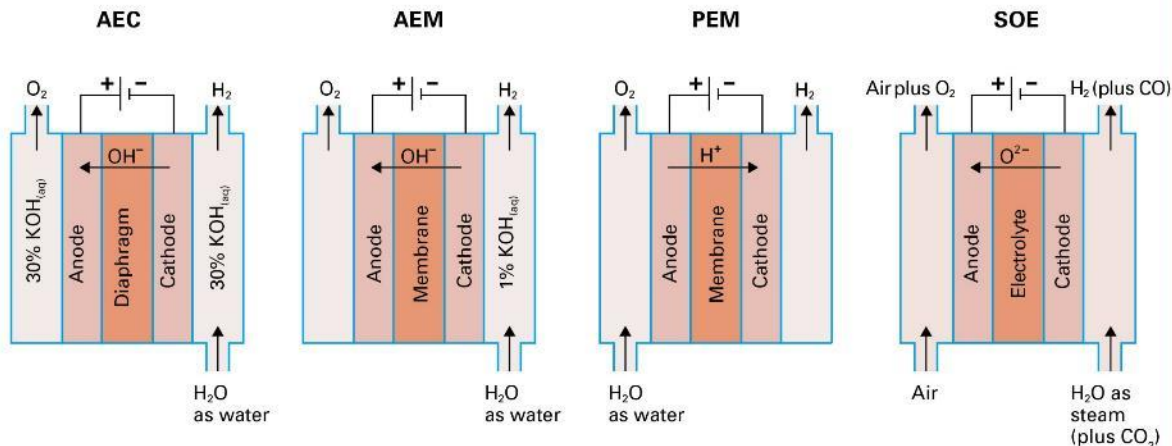 AEC
O₂
+ −
H₂
OH⁻
30% KOH(aq)
Anode
Diaphragm
Cathode
30% KOH(aq)
H₂O
as water
AEM
O₂
+ −
H₂
OH⁻
Anode
Membrane
Cathode
1% KOH(aq)
H₂O
as water
PEM
O₂
+ −
H₂
H⁺
Anode
Membrane
Cathode
H₂O
as water
SOE
Air plus O₂
+ −
H₂ (plus CO)
O²⁻
Anode
Electrolyte
Cathode
Air
H₂O as
steam
(plus CO₂)